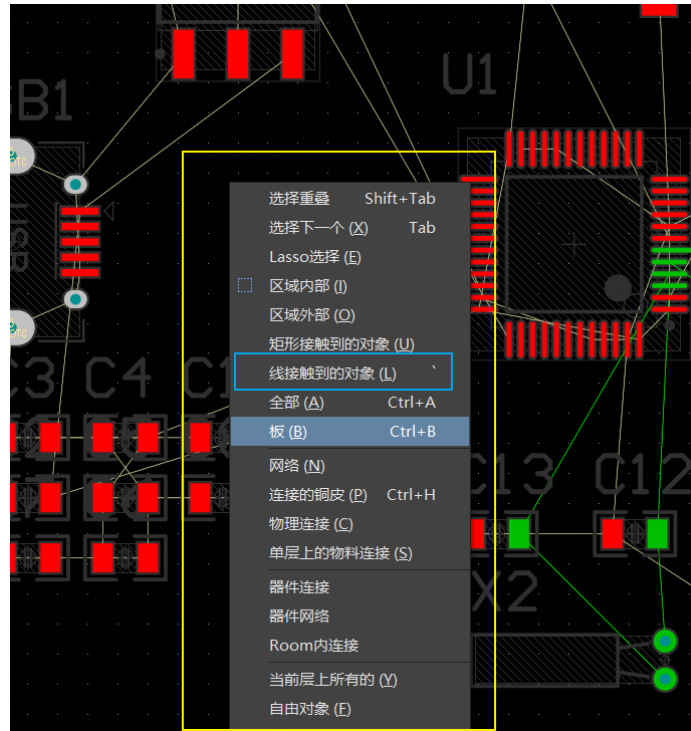 U1
B1
选择重叠 Shift+Tab
选择下一个 (X) Tab
Lasso选择 (E)
区域内部 (I)
区域外部 (O)
矩形接触到的对象 (U)
线接触到的对象 (L) `
全部 (A) Ctrl+A
板 (B) Ctrl+B
网络 (N)
连接的铜皮 (P) Ctrl+H
物理连接 (C)
单层上的物料连接 (S)
器件连接
器件网络
Room内连接
当前层上所有的 (Y)
自由对象 (F)
C3 C4
C13 C12
X2